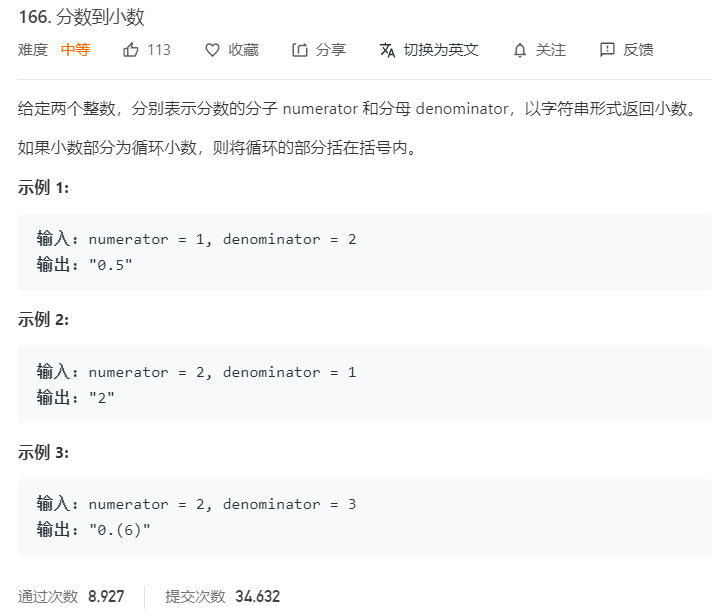 166. 分数到小数
难度 中等 113 收藏 分享 切换为英文 关注 反馈
给定两个整数，分别表示分数的分子 numerator 和分母 denominator，以字符串形式返回小数。
如果小数部分为循环小数，则将循环的部分括在括号内。
示例 1:
输入: numerator = 1, denominator = 2
输出: "0.5"
示例 2:
输入: numerator = 2, denominator = 1
输出: "2"
示例 3:
输入: numerator = 2, denominator = 3
输出: "0.(6)"
通过次数 8,927 提交次数 34,632